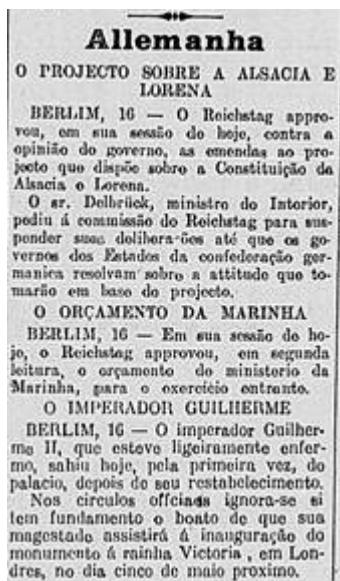 Allemanha
O PROJECTO SOBRE A ALSACIA E
LORENA
BERLIM, 16 — O Reichstag appro-
vou, em sua sessão de hoje, contra a
opinião do governo, as emendas ao pro-
jecto que dispõe sobre a Constituição da
Alsacia e Lorena.
O sr. Delbrück, ministro do Interior,
pediu á commissão do Reichstag para sus-
pender suas delibera-ões até que os go-
vernos dos Estados da confederação ger-
manica resolvam sobre a attitude que to-
marão em base do projecto.
O ORÇAMENTO DA MARINHA
BERLIM, 16 — Em sua sessão de ho-
je, o Reichstag approvou, em segunda
leitura, o orçamento do ministerio da
Marinha, para o exercicio entrante.
O IMPERADOR GUILHERME
BERLIM, 16 — O imperador Guilher-
me II, que esteve ligeiramente enfer-
mo, sahiu hoje, pela primeira vez, do
palacio, depois de seu restabelecimento.
Nos circulos offciaes ignora-se si
tem fundamento o boato de que sua
magestade assistirá á inauguração do
monumento á rainha Victoria , em Lon-
dres, no dia cinco de maio proximo.